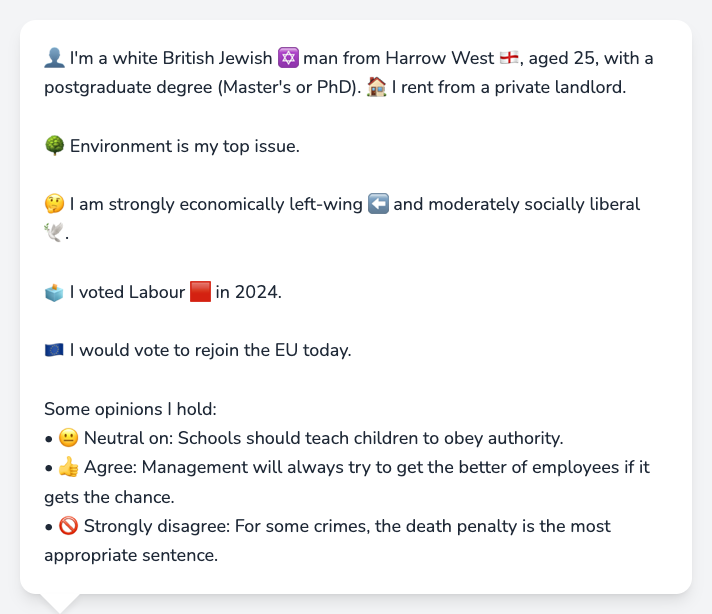 👤 I'm a white British Jewish ✡️ man from Harrow West 🏴󠁧󠁢󠁥󠁮󠁧󠁿, aged 25, with a
postgraduate degree (Master's or PhD). 🏠 I rent from a private landlord.
🌳 Environment is my top issue.
🤔 I am strongly economically left-wing ⬅️ and moderately socially liberal
🕊️.
🗳️ I voted Labour 🟥 in 2024.
🇪🇺 I would vote to rejoin the EU today.
Some opinions I hold:
• 😐 Neutral on: Schools should teach children to obey authority.
• 👍 Agree: Management will always try to get the better of employees if it
gets the chance.
• 🚫 Strongly disagree: For some crimes, the death penalty is the most
appropriate sentence.